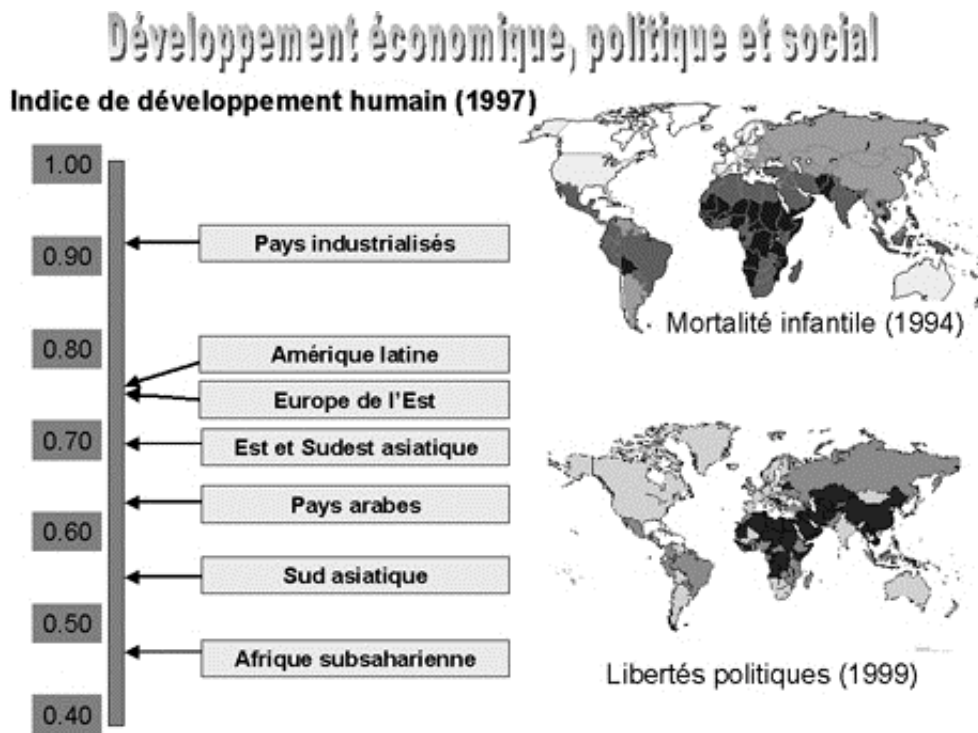 Développement économique, politique et social
Indice de développement humain (1997)
1.00
Pays industrialisés
0.90
0.80
Amérique latine
Europe de l'Est
0.70
Est et Sudest asiatique
Pays arabes
0.60
Sud asiatique
0.50
Afrique subsaharienne
0.40
Mortalité infantile (1994)
Libertés politiques (1999)